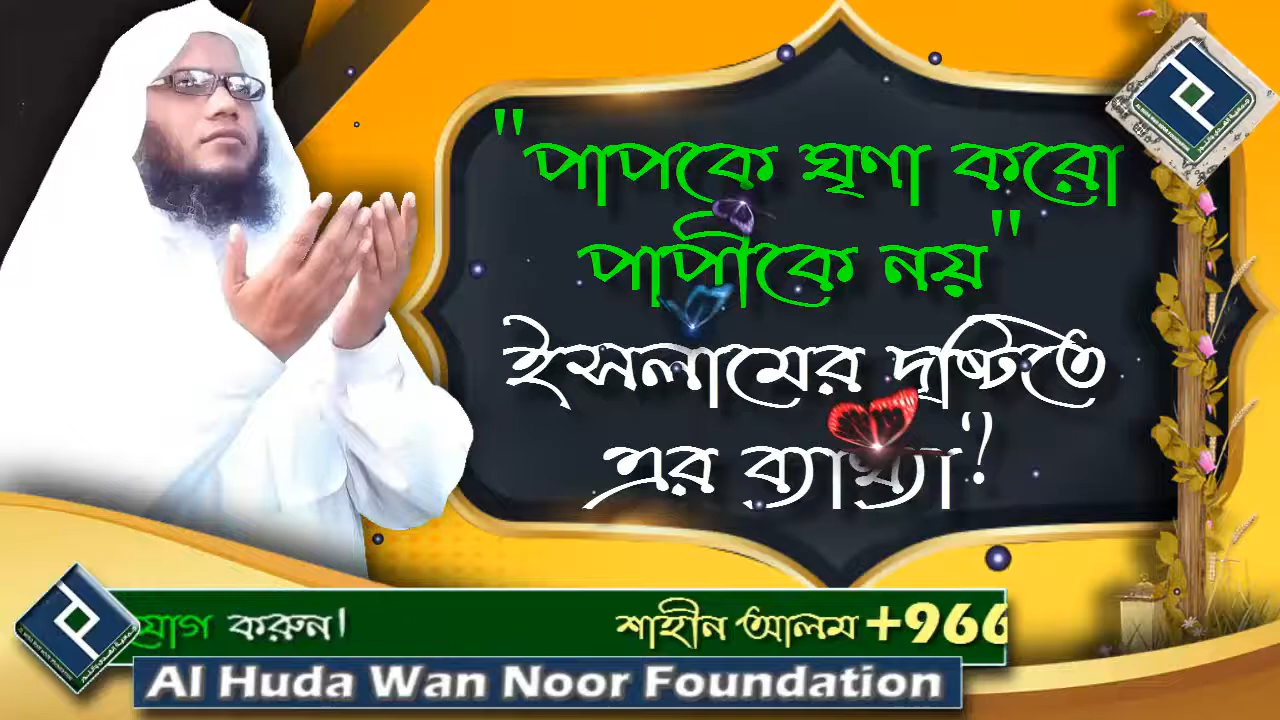 "পাপকে ঘৃণা করো
পাপীকে নয়"
ইসলামের দৃষ্টিতে
এর ব্যাখ্যা?
যোগ করুন! শাহীন আলম +966
Al Huda Wan Noor Foundation